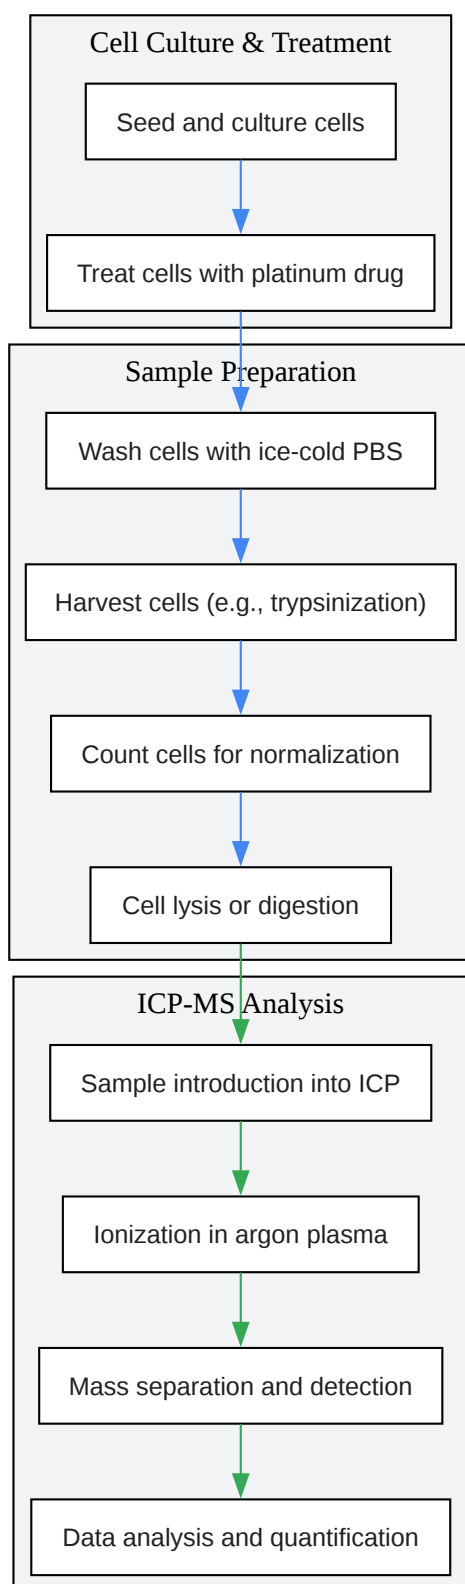 Cell Culture & Treatment
Seed and culture cells
Treat cells with platinum drug
Sample Preparation
Wash cells with ice-cold PBS
Harvest cells (e.g., trypsinization)
Count cells for normalization
Cell lysis or digestion
ICP-MS Analysis
Sample introduction into ICP
Ionization in argon plasma
Mass separation and detection
Data analysis and quantification